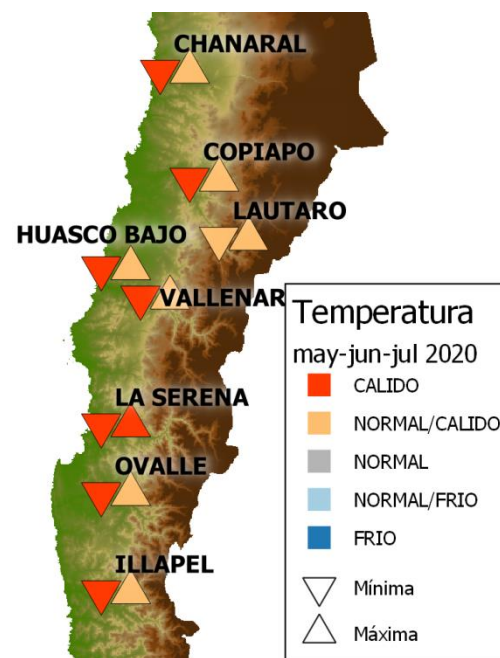 CHANARAL
COPIAPO
LAUTARO
HUASCO BAJO
VALLENAR
LA SERENA
OVALLE
ILLAPEL
Temperatura
may-jun-jul 2020
CALIDO
NORMAL/CALIDO
NORMAL
NORMAL/FRIO
FRIO
Mínima
Máxima